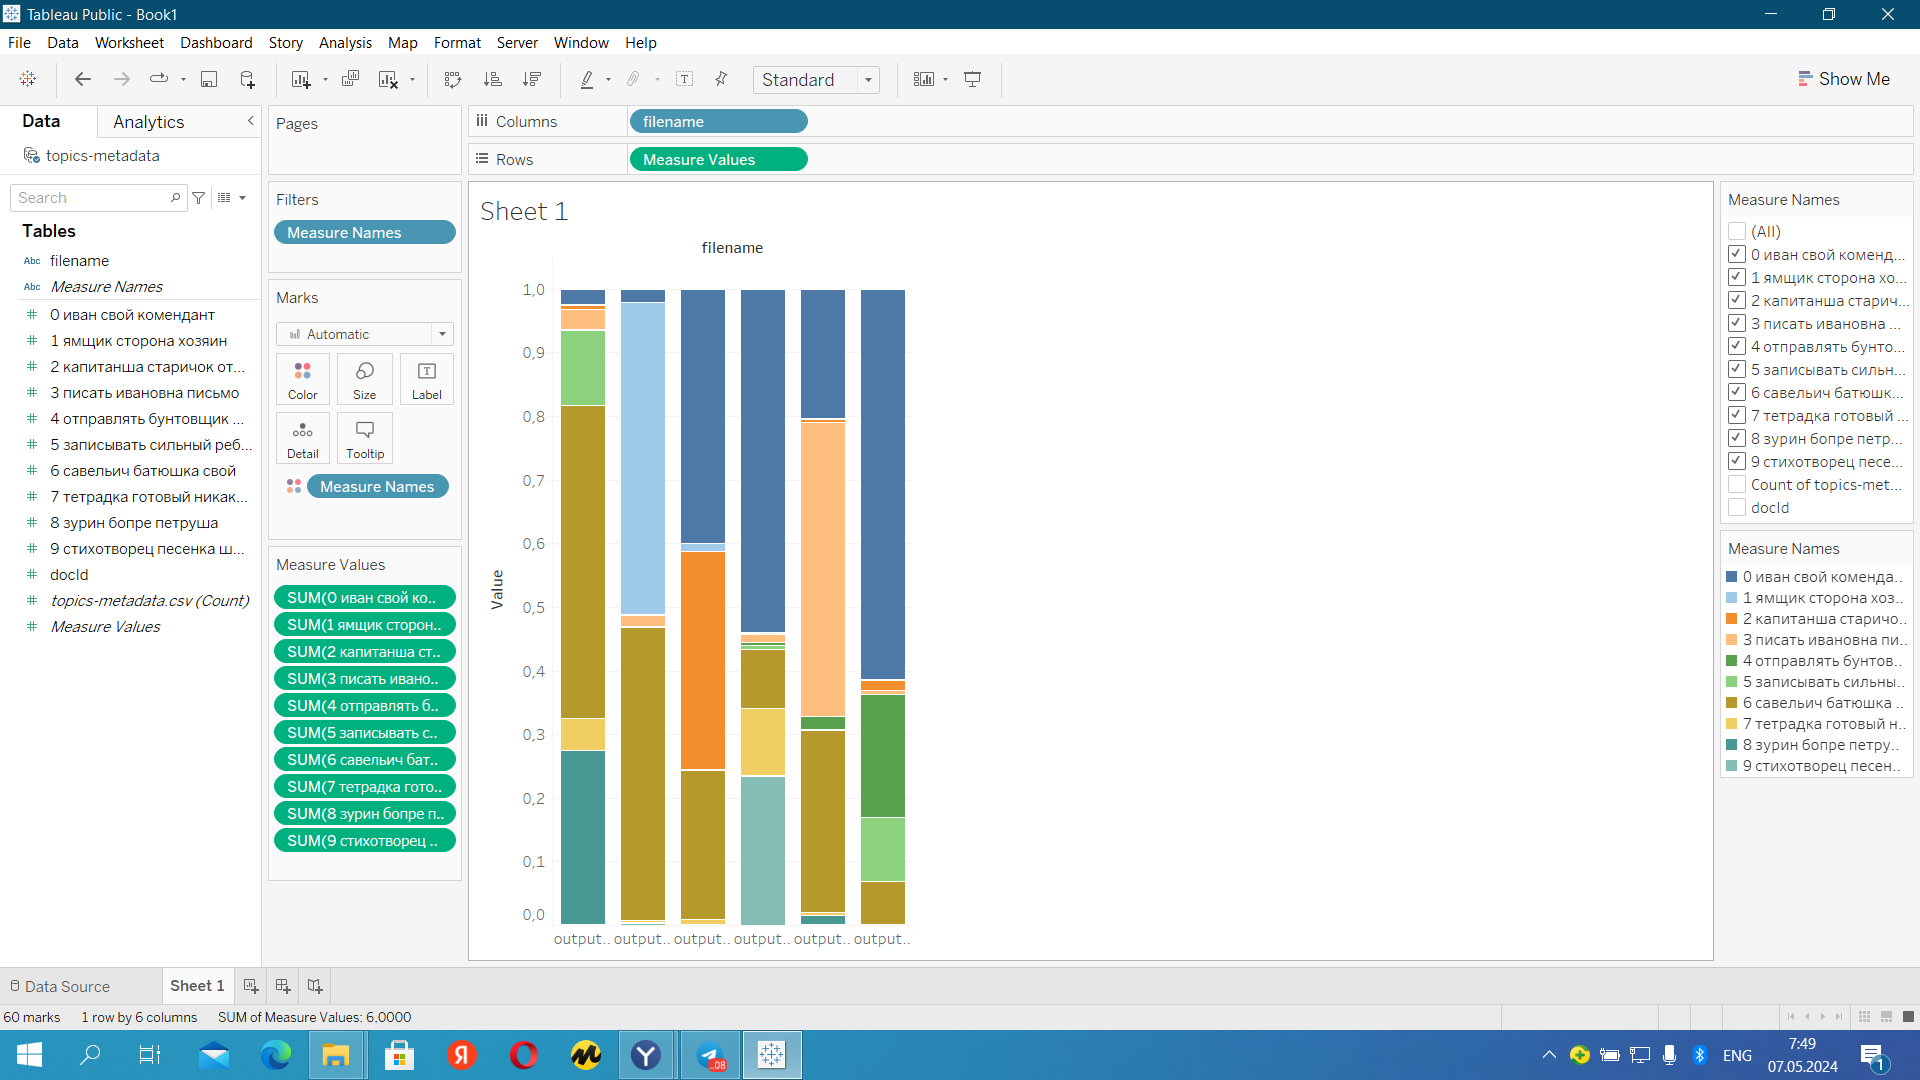 Tableau Public - Book1
File Data Worksheet Dashboard Story Analysis Map Format Server Window Help
Standard
Show Me
Data
Analytics
topics-metadata
Search
Tables
Abc filename
Abc Measure Names
0 иван свой комендант
1 ямщик сторона хозяин
2 капитанша старичок от...
3 писать ивановна письмо
4 отправлять бунтовщик ...
5 записывать сильный реб...
6 савельич батюшка свой
7 тетрадка готовый никак...
8 зурин бопре петруша
9 стихотворец песенка ш...
docId
topics-metadata.csv (Count)
Measure Values
Pages
Filters
Measure Names
Marks
Automatic
Color Size Label
Detail Tooltip
Measure Names
Measure Values
SUM(0 иван свой ко..
SUM(1 ямщик сторон..
SUM(2 капитанша ст..
SUM(3 писать ивано..
SUM(4 отправлять б..
SUM(5 записывать с..
SUM(6 савельич бат..
SUM(7 тетрадка гото..
SUM(8 зурин бопре п..
SUM(9 стихотворец ..
Columns
filename
Rows
Measure Values
Sheet 1
filename
1,0
0,9
0,8
0,7
0,6
0,5
0,4
0,3
0,2
0,1
0,0
Value
output.. output.. output.. output.. output.. output..
Measure Names
(All)
0 иван свой коменд...
1 ямщик сторона хо...
2 капитанша старич...
3 писать ивановна ...
4 отправлять бунто...
5 записывать сильн...
6 савельич батюшк...
7 тетрадка готовый ...
8 зурин бопре петр...
9 стихотворец песе...
Count of topics-met...
docId
Measure Names
0 иван свой коменда..
1 ямщик сторона хоз..
2 капитанша старичо..
3 писать ивановна пи..
4 отправлять бунтов..
5 записывать сильны..
6 савельич батюшка ..
7 тетрадка готовый н..
8 зурин бопре петру..
9 стихотворец песен..
Data Source
Sheet 1
60 marks 1 row by 6 columns SUM of Measure Values: 6,0000
Я
..08
ENG
7:49
07.05.2024
1